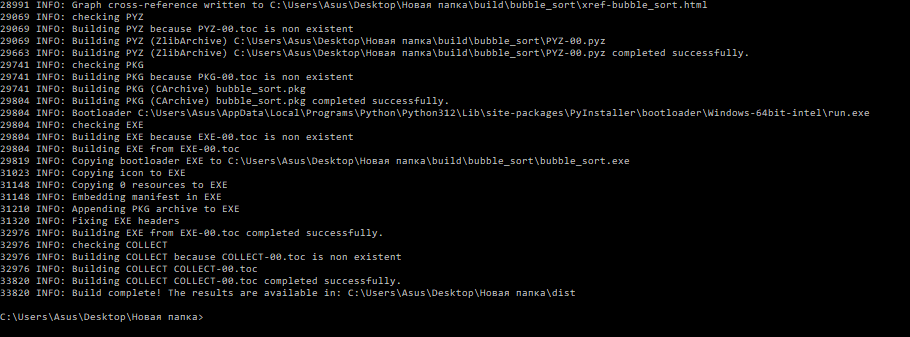 28991 INFO: Graph cross-reference written to C:\Users\Asus\Desktop\Новая папка\build\bubble_sort\xref-bubble_sort.html
29069 INFO: checking PYZ
29069 INFO: Building PYZ because PYZ-00.toc is non existent
29069 INFO: Building PYZ (ZlibArchive) C:\Users\Asus\Desktop\Новая папка\build\bubble_sort\PYZ-00.pyz
29663 INFO: Building PYZ (ZlibArchive) C:\Users\Asus\Desktop\Новая папка\build\bubble_sort\PYZ-00.pyz completed successfully.
29741 INFO: checking PKG
29741 INFO: Building PKG because PKG-00.toc is non existent
29741 INFO: Building PKG (CArchive) bubble_sort.pkg
29804 INFO: Building PKG (CArchive) bubble_sort.pkg completed successfully.
29804 INFO: Bootloader C:\Users\Asus\AppData\Local\Programs\Python\Python312\Lib\site-packages\PyInstaller\bootloader\Windows-64bit-intel\run.exe
29804 INFO: checking EXE
29804 INFO: Building EXE because EXE-00.toc is non existent
29804 INFO: Building EXE from EXE-00.toc
29819 INFO: Copying bootloader EXE to C:\Users\Asus\Desktop\Новая папка\build\bubble_sort\bubble_sort.exe
31023 INFO: Copying icon to EXE
31148 INFO: Copying 0 resources to EXE
31148 INFO: Embedding manifest in EXE
31210 INFO: Appending PKG archive to EXE
31320 INFO: Fixing EXE headers
32976 INFO: Building EXE from EXE-00.toc completed successfully.
32976 INFO: checking COLLECT
32976 INFO: Building COLLECT because COLLECT-00.toc is non existent
32976 INFO: Building COLLECT COLLECT-00.toc
33820 INFO: Building COLLECT COLLECT-00.toc completed successfully.
33820 INFO: Build complete! The results are available in: C:\Users\Asus\Desktop\Новая папка\dist
C:\Users\Asus\Desktop\Новая папка>